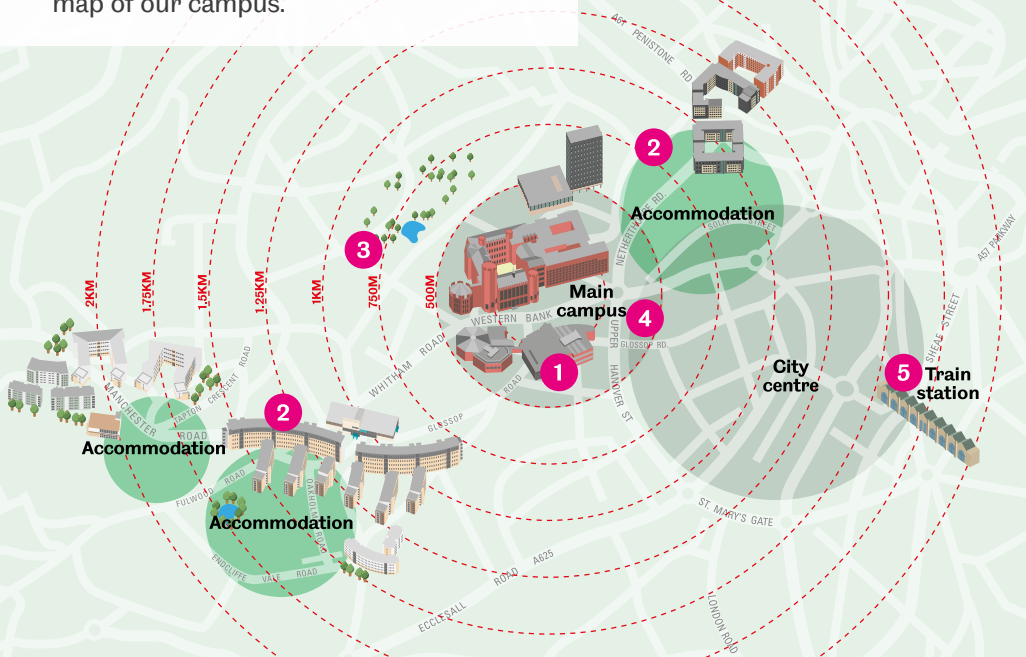 map of our campus.
A61 PENISTONE RD
2
Accommodation
NETHERTHORPE RD.
SOLLY STREET
A57 PARKWAY
3
2KM
1.75KM
1.5KM
1.25KM
1KM
750M
500M
Main
campus
4
WESTERN BANK
UPPER HANOVER ST
GLOSSOP RD.
SHEAF STREET
WHITHAM ROAD
1
City
centre
5
Train
station
MANCHESTER ROAD
TAPTON CRESCENT ROAD
2
GLOSSOP ROAD
Accommodation
FULWOOD ROAD
OAKHOLME ROAD
Accommodation
ST. MARY'S GATE
ENDCLIFFE VALE ROAD
ECCLESALL ROAD A625
LONDON ROAD